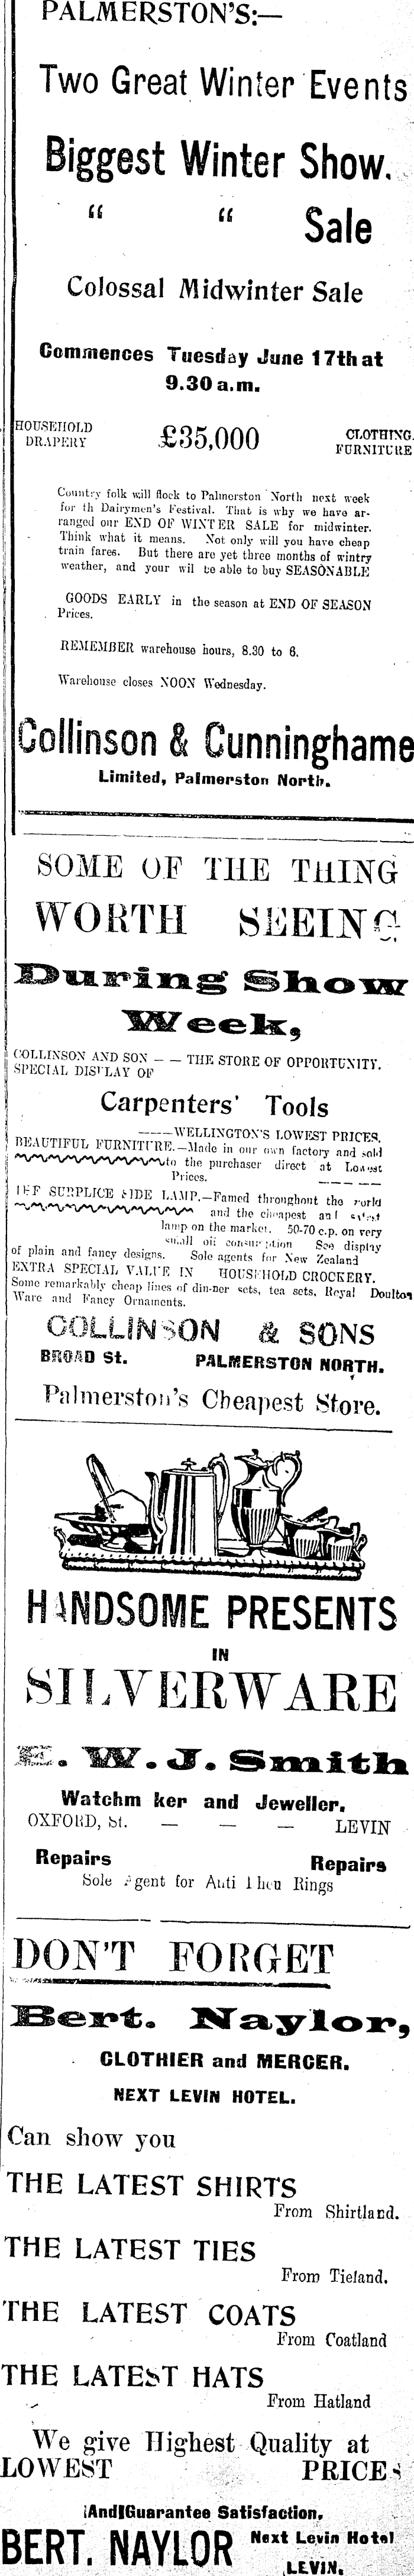 PALMERSTON'S:—
Two Great Winter Events
Biggest Winter Show.
“ “ Sale
Colossal Midwinter Sale
Commences Tuesday June 17that
9.30 a.m.
HOUSEHOLD
DRAPERY
£35,000
CLOTHING.
FURNITURE
Country folk will flock to Palmerston North next week
for th Dairymen's Festival. That is why we have ar-
ranged our END OF WINTER SALE for midwinter.
Think what it means. Not only will you have cheap
train fares. But there are yet three months of wintry
weather, and your wil be able to buy SEASONABLE
GOODS EARLY in the season at END OF SEASON
Prices.
REMEMBER warehouse hours, 8.30 to 6.
Warehouse closes NOON Wednesday.
Collinson & Cunninghame
Limited, Palmerston North.
SOME OF THE THING
WORTH SEEING
During Show
Week,
COLLINSON AND SON — — THE STORE OF OPPORTUNITY.
SPECIAL DISPLAY OF
Carpenters' Tools
———WELLINGTON'S LOWEST PRICES.
BEAUTIFUL FURNITURE.—Made in our own factory and sold
to the purchaser direct at Lowest
Prices. — — — —
SURPLICE SIDE LAMP.—Famed throughout the world
and the cheapest and
lamp on the market. 50-70 c.p. on very
small oil consumption See display
of plain and fancy designs. Sole agents for New Zealand
EXTRA SPECIAL VALUE IN HOUSEHOLD CROCKERY.
Some remarkably cheap lines of din-ner sets, tea sets, Royal Doulton
Ware and Fancy Ornaments.
COLLINSON & SONS
BROAD St. PALMERSTON NORTH.
Palmerston's Cheapest Store.
HANDSOME PRESENTS
IN
SILVERWARE
E. W. J. Smith
Watchm ker and Jeweller,
OXFORD, St. — — — LEVIN
Repairs Repairs
Sole Agent for Rings
DON'T FORGET
Bert. Naylor,
CLOTHIER and MERCER.
NEXT LEVIN HOTEL.
Can show you
THE LATEST SHIRTS
From Shirtland.
THE LATEST TIES
From Tieland.
THE LATEST COATS
From Coatland
THE LATEST HATS
From Hatland
We give Highest Quality at
LOWEST PRICES
And Guarantee Satisfaction,
BERT. NAYLOR
Next Levin Hotel
LEVIN.